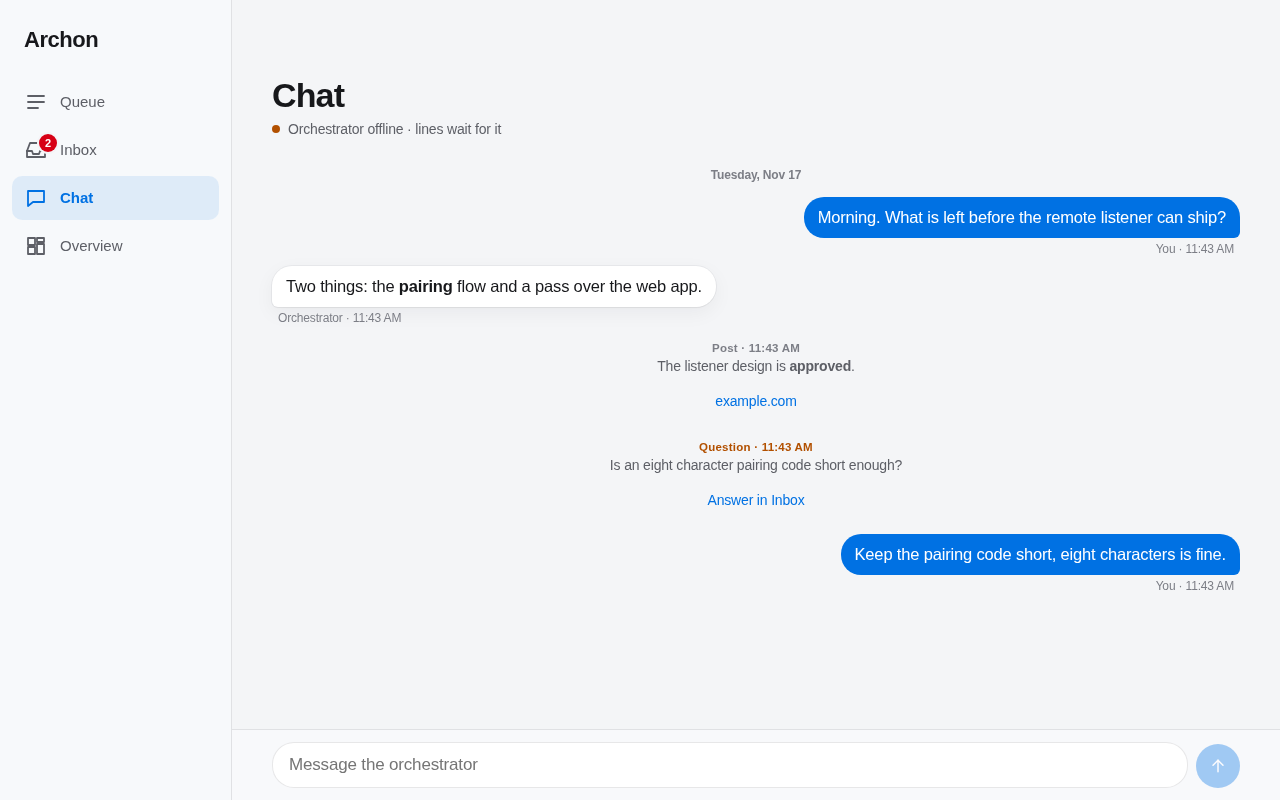 Archon
Queue
2
Inbox
Chat
Overview
Chat
Orchestrator offline · lines wait for it
Tuesday, Nov 17
Morning. What is left before the remote listener can ship?
You · 11:43 AM
Two things: the pairing flow and a pass over the web app.
Orchestrator · 11:43 AM
Post · 11:43 AM
The listener design is approved.
example.com
Question · 11:43 AM
Is an eight character pairing code short enough?
Answer in Inbox
Keep the pairing code short, eight characters is fine.
You · 11:43 AM
Message the orchestrator